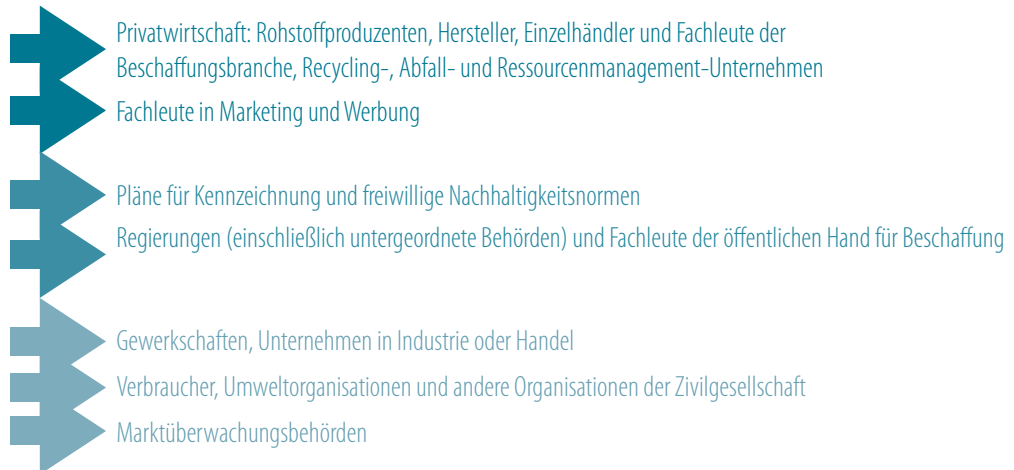 Privatwirtschaft: Rohstoffproduzenten, Hersteller, Einzelhändler und Fachleute der
Beschaffungsbranche, Recycling-, Abfall- und Ressourcenmanagement-Unternehmen
Fachleute in Marketing und Werbung
Pläne für Kennzeichnung und freiwillige Nachhaltigkeitsnormen
Regierungen (einschließlich untergeordnete Behörden) und Fachleute der öffentlichen Hand für Beschaffung
Gewerkschaften, Unternehmen in Industrie oder Handel
Verbraucher, Umweltorganisationen und andere Organisationen der Zivilgesellschaft
Marktüberwachungsbehörden